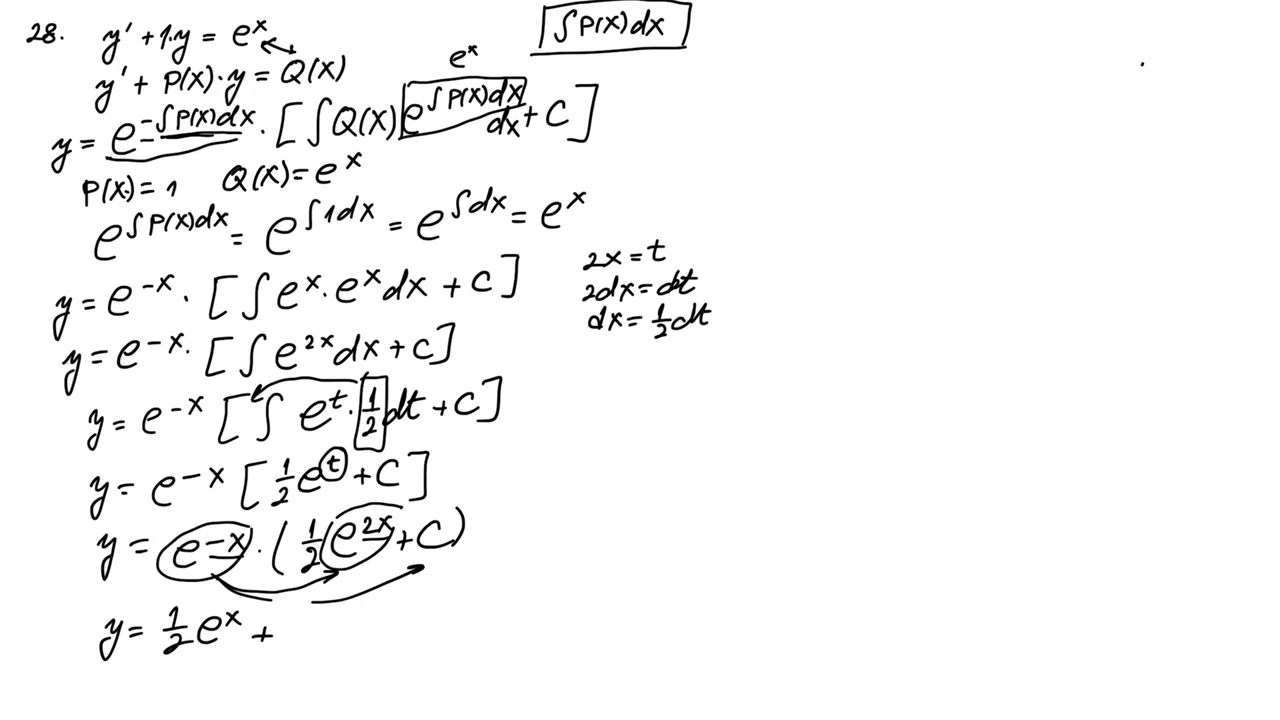 28. y' + 1·y = e^x
∫P(x)dx
y' + P(x)·y = Q(x)
e^x
y = e^{-∫P(x)dx} · [∫Q(x) e^{∫P(x)dx} dx + C]
P(x) = 1 Q(x) = e^x
e^{∫P(x)dx} = e^{∫1dx} = e^{∫dx} = e^x
2x = t
2dx = dt
dx = 1/2 dt
y = e^{-x} · [∫e^x · e^x dx + C]
y = e^{-x} · [∫e^{2x} dx + C]
y = e^{-x} [∫e^t · 1/2 dt + C]
y = e^{-x} [1/2 e^t + C]
y = e^{-x} · (1/2 e^{2x} + C)
y = 1/2 e^x +